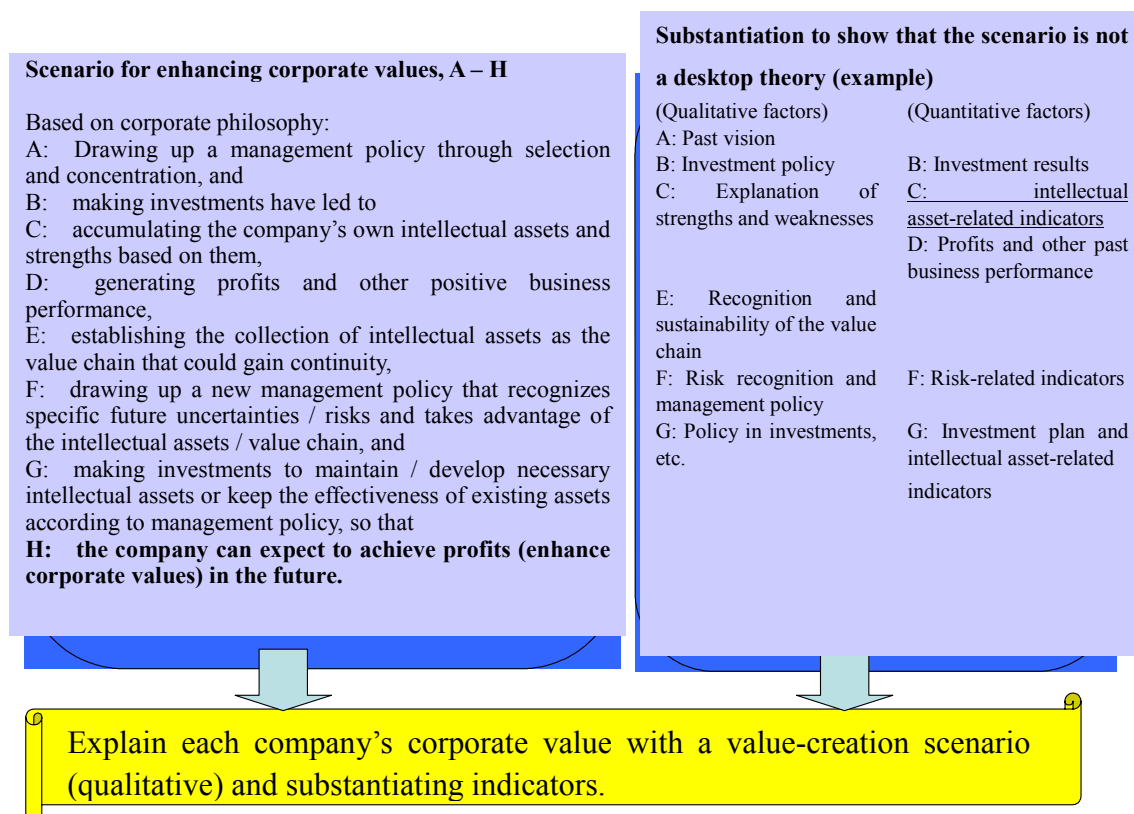 Scenario for enhancing corporate values, A – H
Based on corporate philosophy:
A: Drawing up a management policy through selection
and concentration, and
B: making investments have led to
C: accumulating the company's own intellectual assets and
strengths based on them,
D: generating profits and other positive business
performance,
E: establishing the collection of intellectual assets as the
value chain that could gain continuity,
F: drawing up a new management policy that recognizes
specific future uncertainties / risks and takes advantage of
the intellectual assets / value chain, and
G: making investments to maintain / develop necessary
intellectual assets or keep the effectiveness of existing assets
according to management policy, so that
H: the company can expect to achieve profits (enhance
corporate values) in the future.
Substantiation to show that the scenario is not
a desktop theory (example)
(Qualitative factors)
A: Past vision
B: Investment policy
C: Explanation of
strengths and weaknesses
E: Recognition and
sustainability of the value
chain
F: Risk recognition and
management policy
G: Policy in investments,
etc.
(Quantitative factors)
B: Investment results
C: intellectual
asset-related indicators
D: Profits and other past
business performance
F: Risk-related indicators
G: Investment plan and
intellectual asset-related
indicators
Explain each company's corporate value with a value-creation scenario
(qualitative) and substantiating indicators.